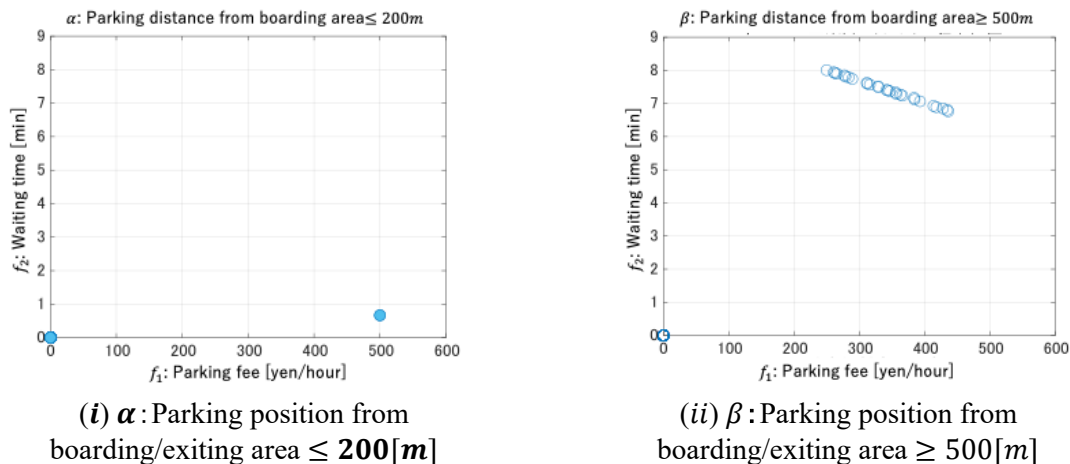 α: Parking distance from boarding area≤ 200m
9
8
7
6
5
4
3
2
1
0
0 100 200 300 400 500 600
f₂: Waiting time [min]
f₁: Parking fee [yen/hour]
(i) α: Parking position from
boarding/exiting area ≤ 200[m]
β: Parking distance from boarding area≥ 500m
9
8
7
6
5
4
3
2
1
0
0 100 200 300 400 500 600
f₂: Waiting time [min]
f₁: Parking fee [yen/hour]
(ii) β: Parking position from
boarding/exiting area ≥ 500[m]